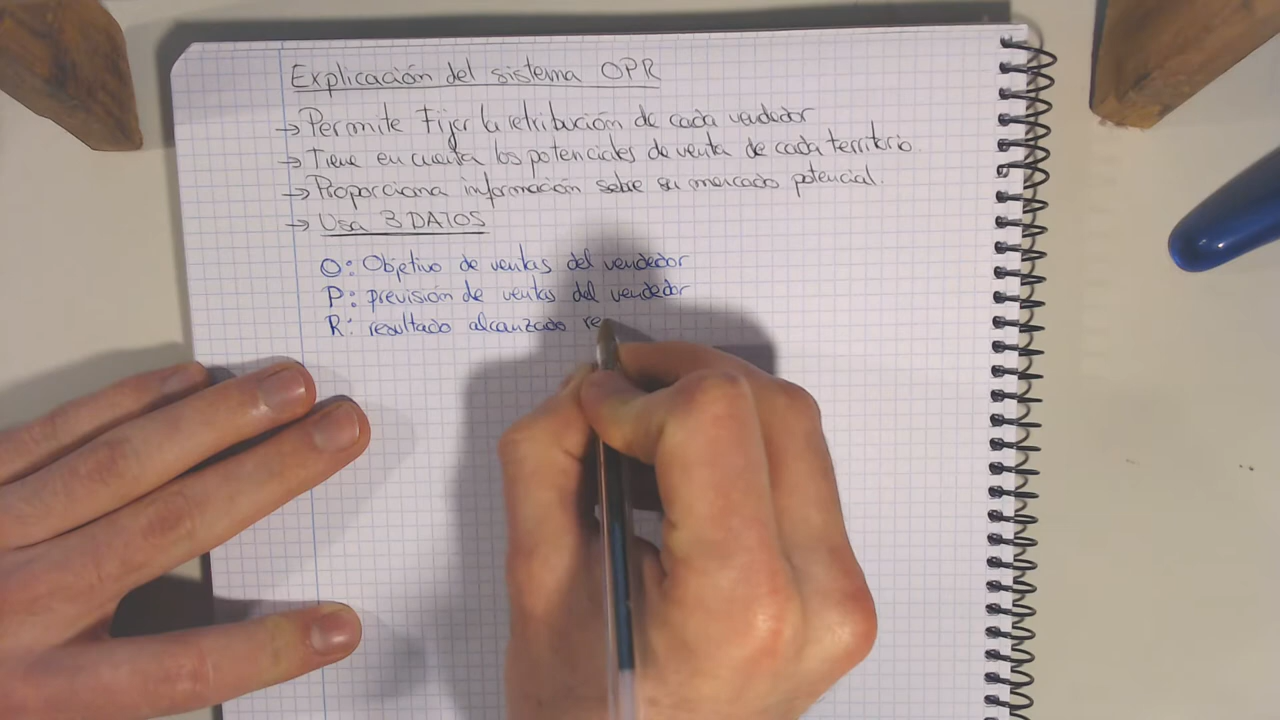 Explicación del sistema OPR
→ Permite Fijar la retribución de cada vendedor
→ Tiene en cuenta los potenciales de venta de cada territorio.
→ Proporciona información sobre su mercado potencial.
→ Usa 3 DATOS
O: Objetivo de ventas del vendedor
P: previsión de ventas del vendedor
R: resultado alcanzado re